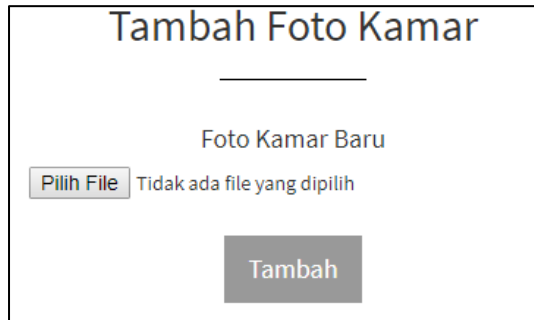 Tambah Foto Kamar
Foto Kamar Baru
Pilih File Tidak ada file yang dipilih
Tambah